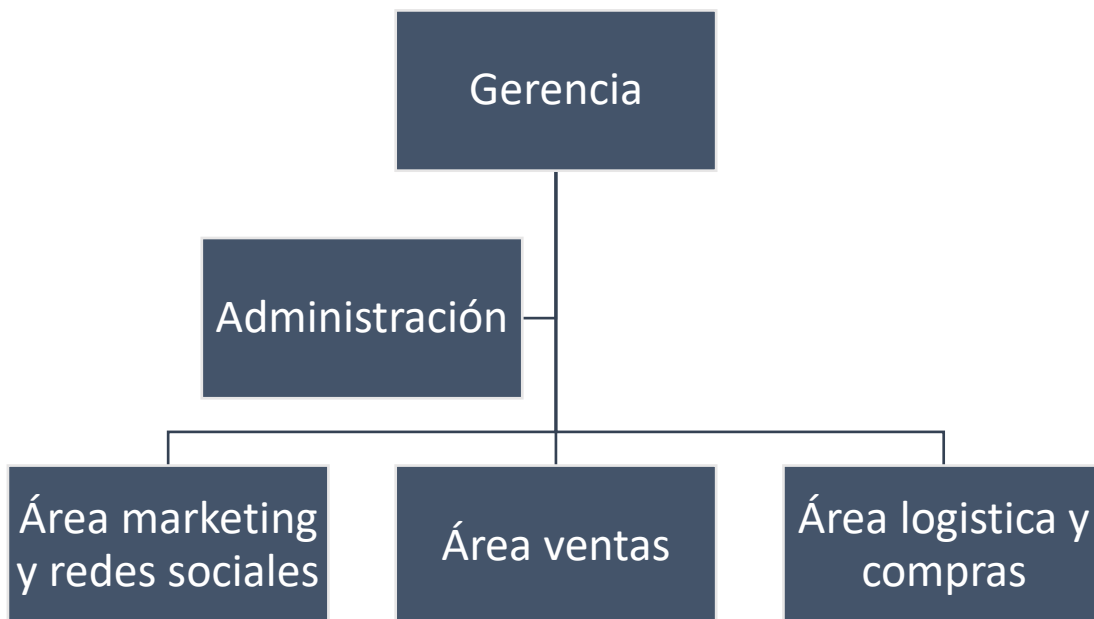 Gerencia
Administración
Área marketing
y redes sociales
Área ventas
Área logistica y
compras